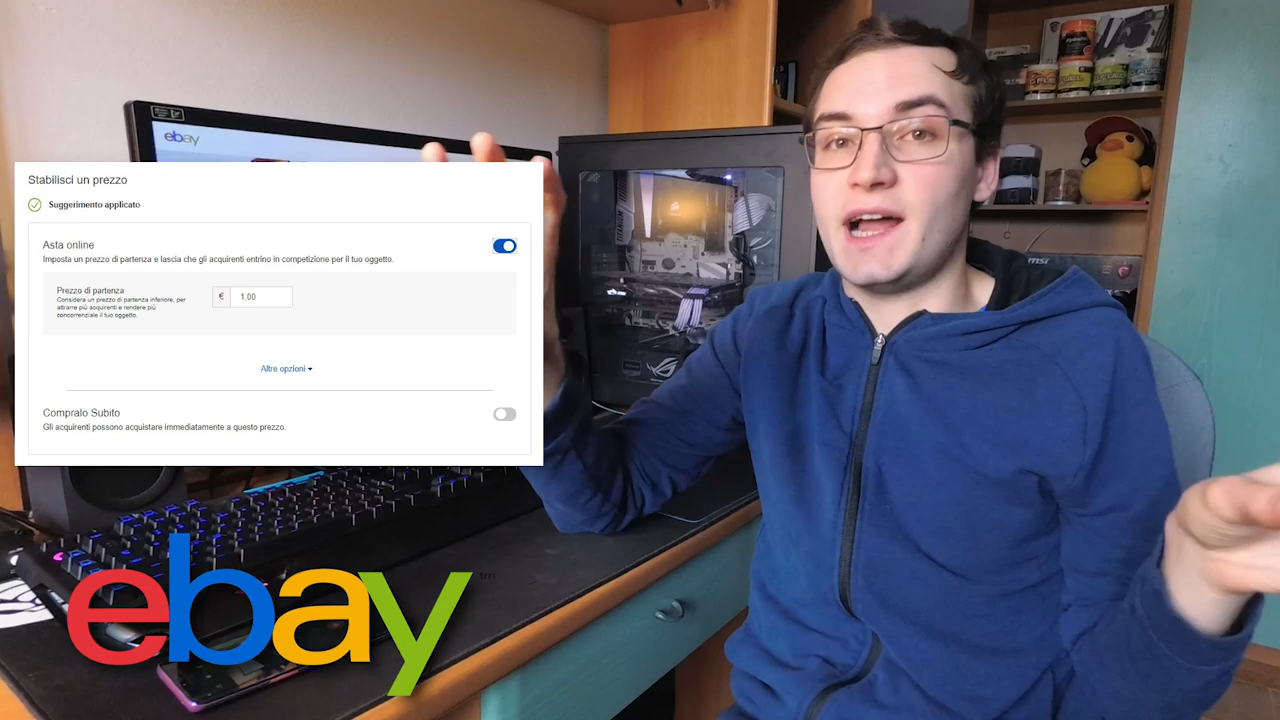 ebay
Stabilisci un prezzo
Suggerimento applicato
Asta online
Imposta un prezzo di partenza e lascia che gli acquirenti entrino in competizione per il tuo oggetto.
Prezzo di partenza
Considera un prezzo di partenza inferiore, per
attrarre più acquirenti e rendere più
concorrenziale il tuo oggetto.
€ 1,00
Altre opzioni
Compralo Subito
Gli acquirenti possono acquistare immediatamente a questo prezzo.
msi
ebay™